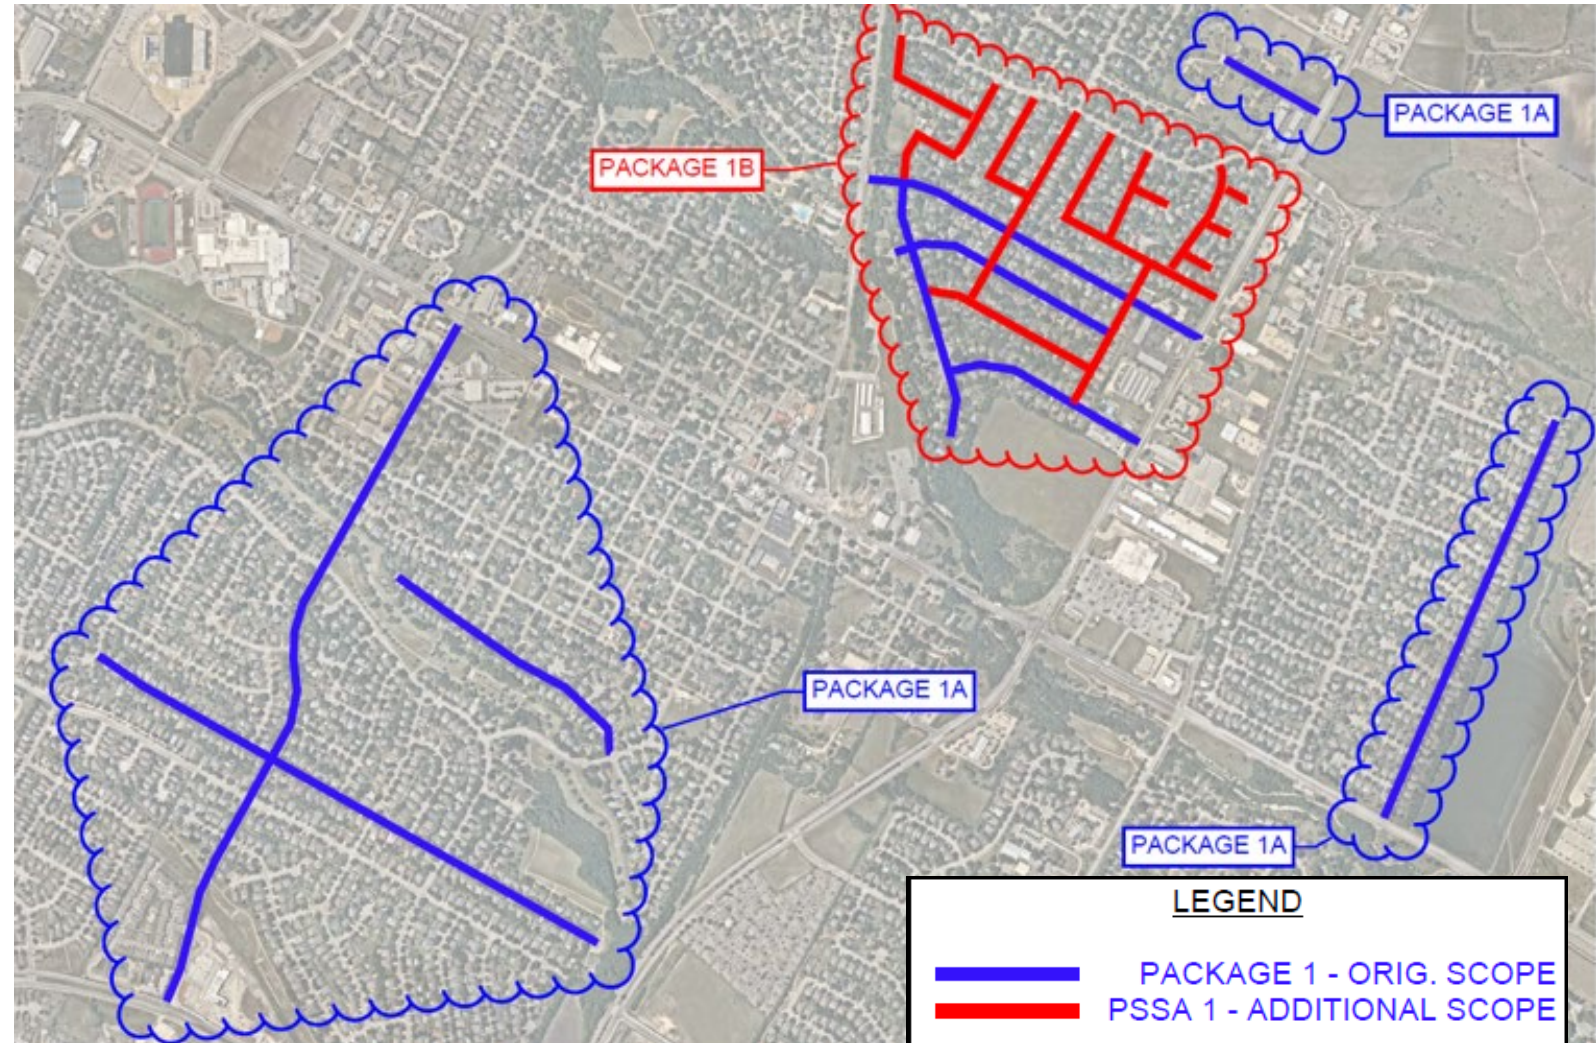 PACKAGE 1A
PACKAGE 1B
PACKAGE 1A
PACKAGE 1A
LEGEND
PACKAGE 1 - ORIG. SCOPE
PSSA 1 - ADDITIONAL SCOPE